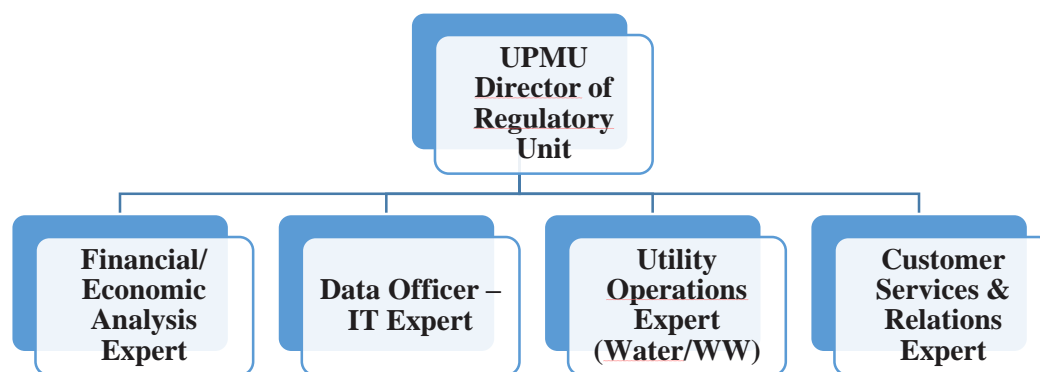 UPMU
Director of
Regulatory
Unit
Financial/
Economic
Analysis
Expert
Data Officer –
IT Expert
Utility
Operations
Expert
(Water/WW)
Customer
Services &
Relations
Expert